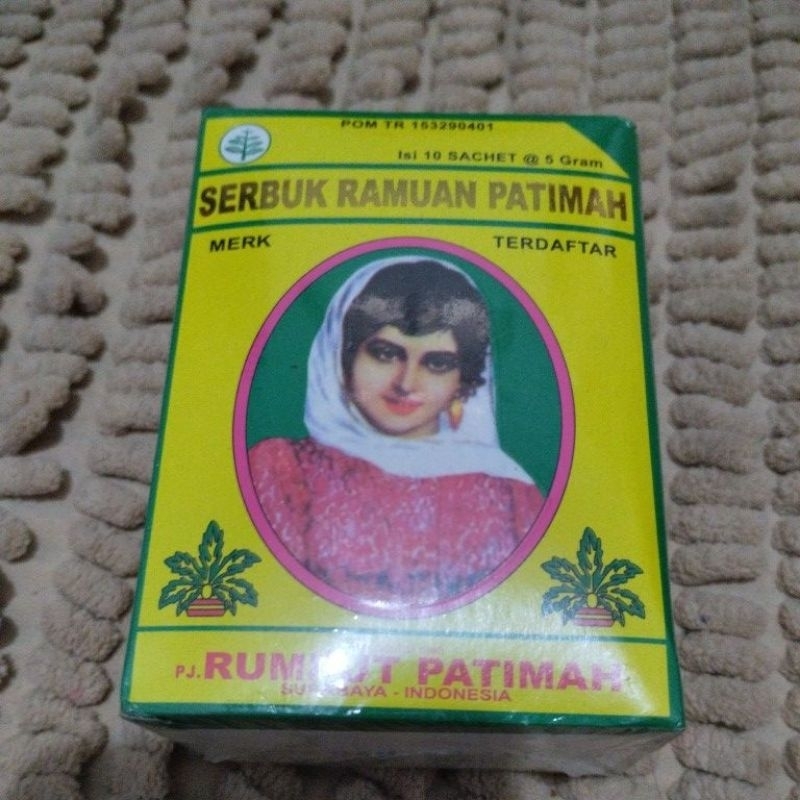 POM TR 153290401
Isi 10 SACHET @ 5 Gram
SERBUK RAMUAN PATIMAH
MERK TERDAFTAR
PJ. RUMPUT PATIMAH
SURABAYA - INDONESIA